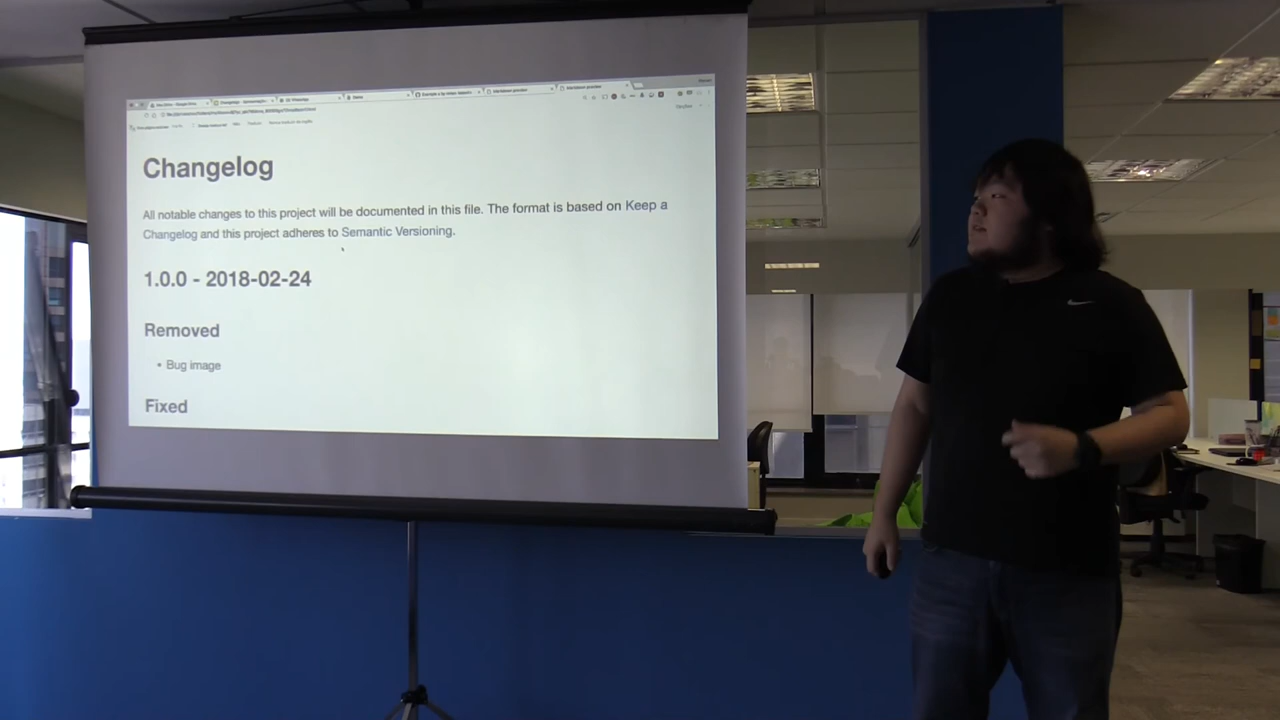 Changelog
All notable changes to this project will be documented in this file. The format is based on Keep a
Changelog and this project adheres to Semantic Versioning.
1.0.0 - 2018-02-24
Removed
• Bug image
Fixed